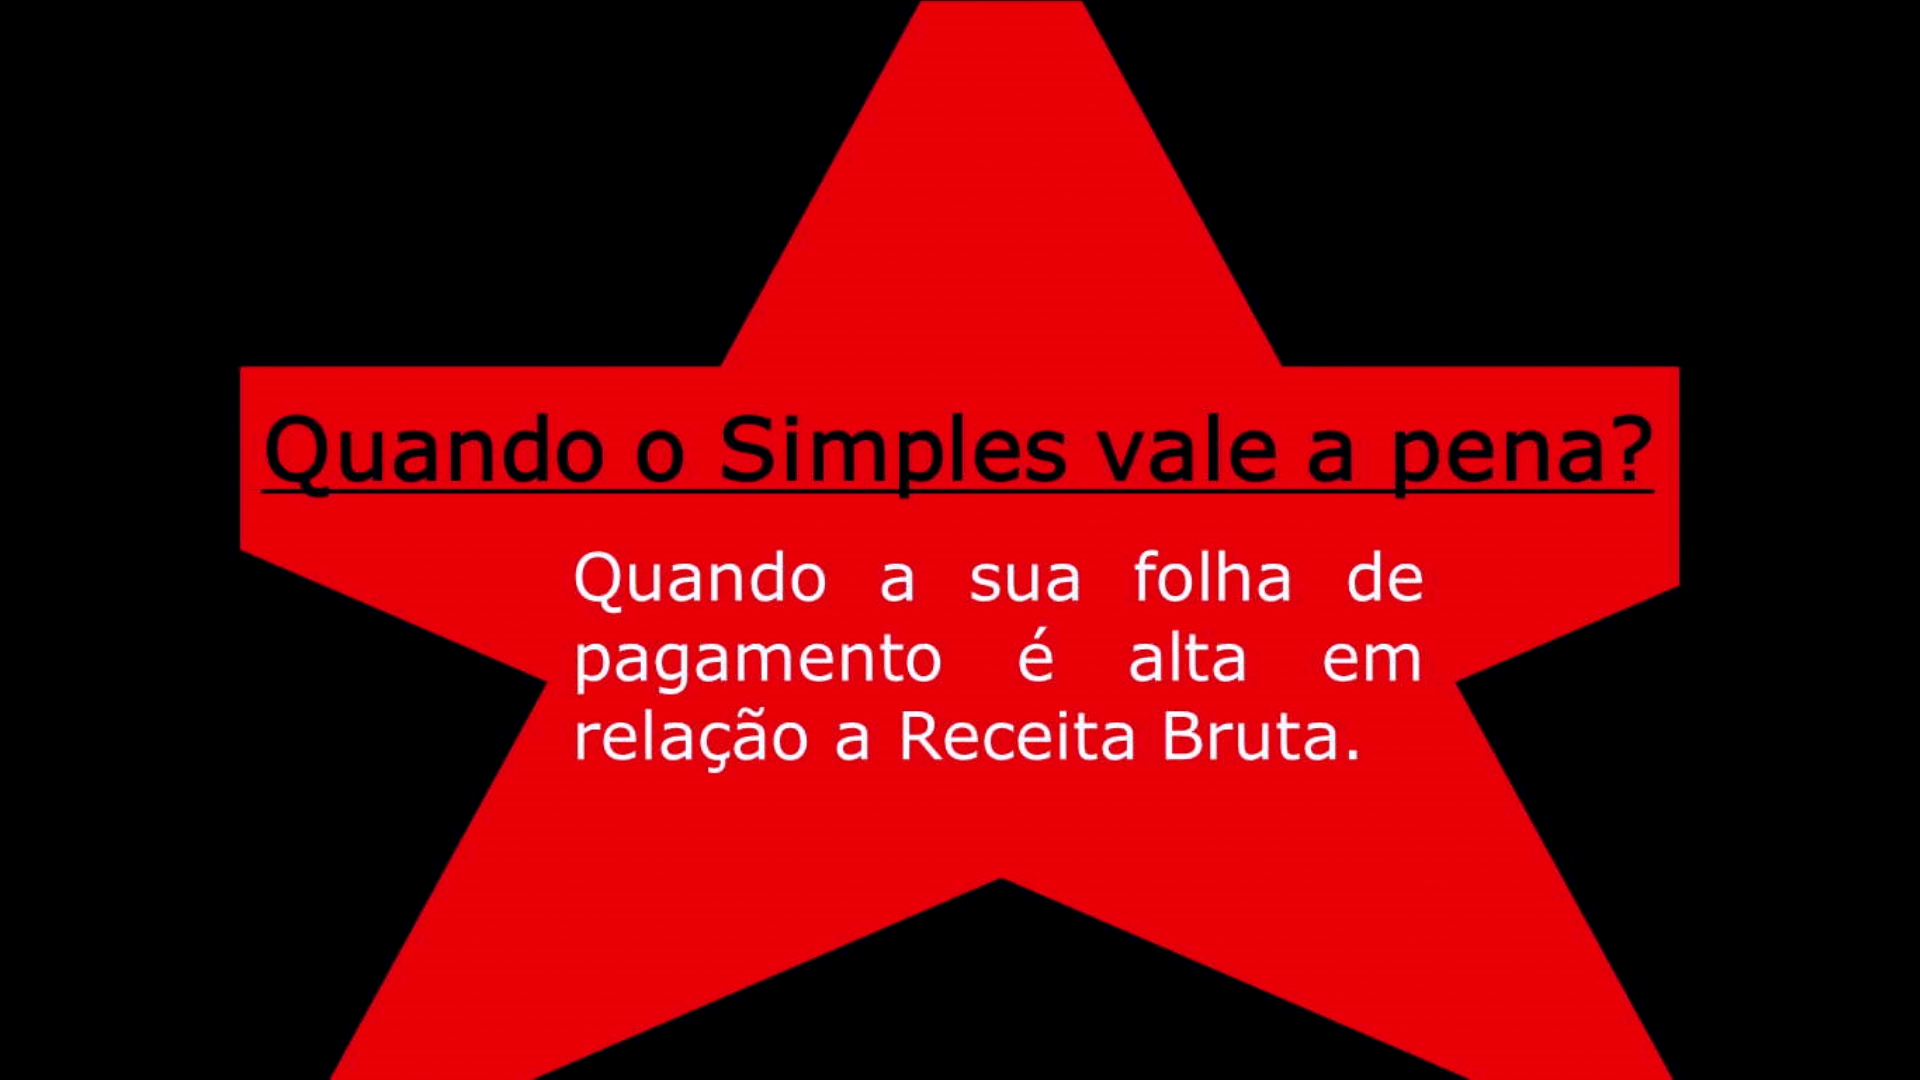 Quando o Simples vale a pena?
Quando a sua folha de
pagamento é alta em
relação a Receita Bruta.